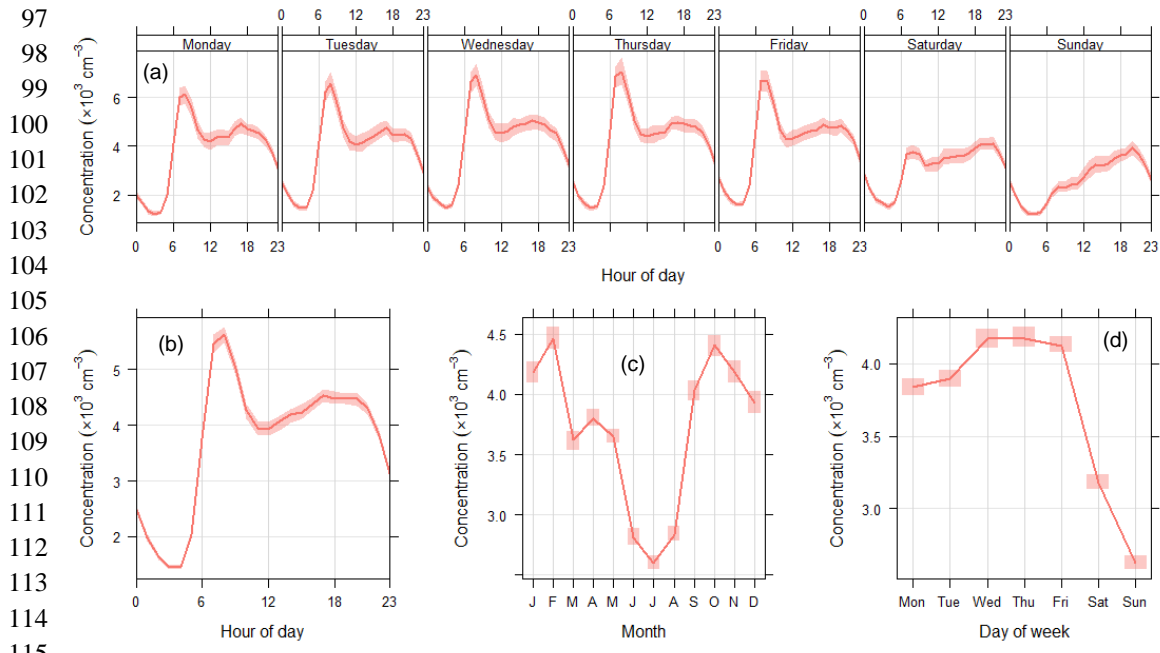 97
98
99
100
101
102
103
104
105
106
107
108
109
110
111
112
113
114
115
0 6 12 18 23 0 6 12 18 23 0 6 12 18 23
Monday Tuesday Wednesday Thursday Friday Saturday Sunday
(a)
Concentration (×10³ cm⁻³)
6
4
2
0 6 12 18 23 0 6 12 18 23 0 6 12 18 23 0 6 12 18 23
Hour of day
(b)
Concentration (×10³ cm⁻³)
5
4
3
2
0 6 12 18 23
Hour of day
(c)
Concentration (×10³ cm⁻³)
4.5
4.0
3.5
3.0
J F M A M J J A S O N D
Month
(d)
Concentration (×10³ cm⁻³)
4.0
3.5
3.0
Mon Tue Wed Thu Fri Sat Sun
Day of week